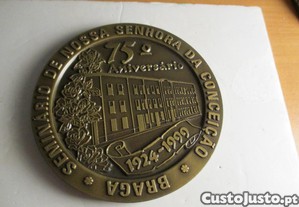 SEMINÁRIO DE NOSSA SENHORA DA CONCEIÇÃO * BRAGA *
75º
Aniversário
1924-1999
CustoJusto.pt